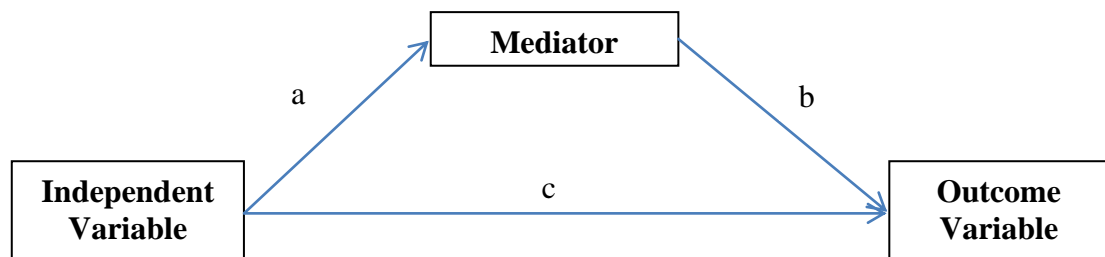 Mediator
a
b
c
Independent
Variable
Outcome
Variable